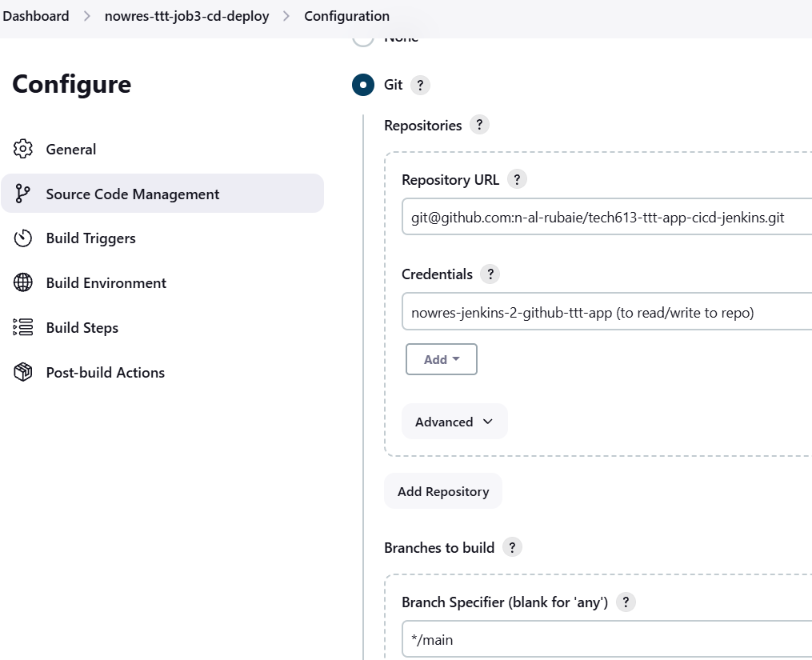 Dashboard > nowres-ttt-job3-cd-deploy > Configuration
Configure
General
Source Code Management
Build Triggers
Build Environment
Build Steps
Post-build Actions
None
Git ?
Repositories ?
Repository URL ?
git@github.com:n-al-rubaie/tech613-ttt-app-cicd-jenkins.git
Credentials ?
nowres-jenkins-2-github-ttt-app (to read/write to repo)
Add
Advanced
Add Repository
Branches to build ?
Branch Specifier (blank for 'any') ?
*/main